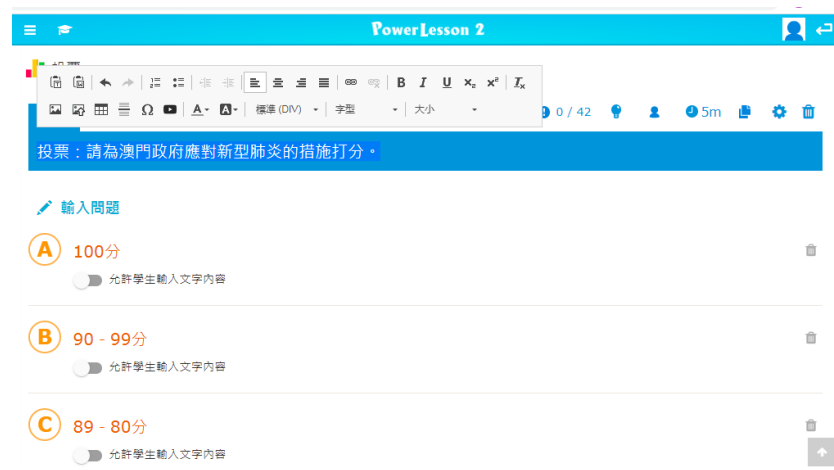 PowerLesson 2
B I U x₂ x² Tx
Ω A A 標準 (DIV) 字型 大小
0 / 42 5m
投票：請為澳門政府應對新型肺炎的措施打分。
輸入問題
A 100分
允許學生輸入文字內容
B 90 - 99分
允許學生輸入文字內容
C 89 - 80分
允許學生輸入文字內容